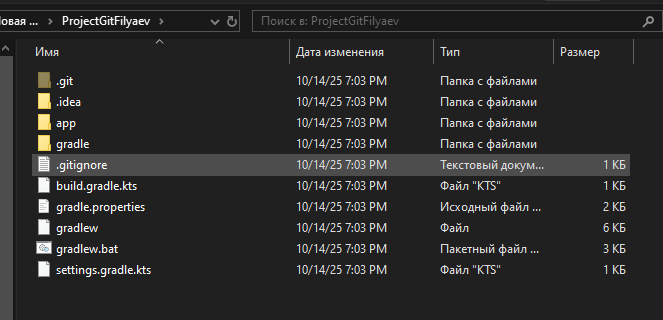 овая ... › ProjectGitFilyaev › Поиск в: ProjectGitFilyaev
Имя Дата изменения Тип Размер
.git 10/14/25 7:03 PM Папка с файлами
.idea 10/14/25 7:03 PM Папка с файлами
app 10/14/25 7:03 PM Папка с файлами
gradle 10/14/25 7:03 PM Папка с файлами
.gitignore 10/14/25 7:03 PM Текстовый докум... 1 КБ
build.gradle.kts 10/14/25 7:03 PM Файл "KTS" 1 КБ
gradle.properties 10/14/25 7:03 PM Исходный файл ... 2 КБ
gradlew 10/14/25 7:03 PM Файл 6 КБ
gradlew.bat 10/14/25 7:03 PM Пакетный файл ... 3 КБ
settings.gradle.kts 10/14/25 7:03 PM Файл "KTS" 1 КБ